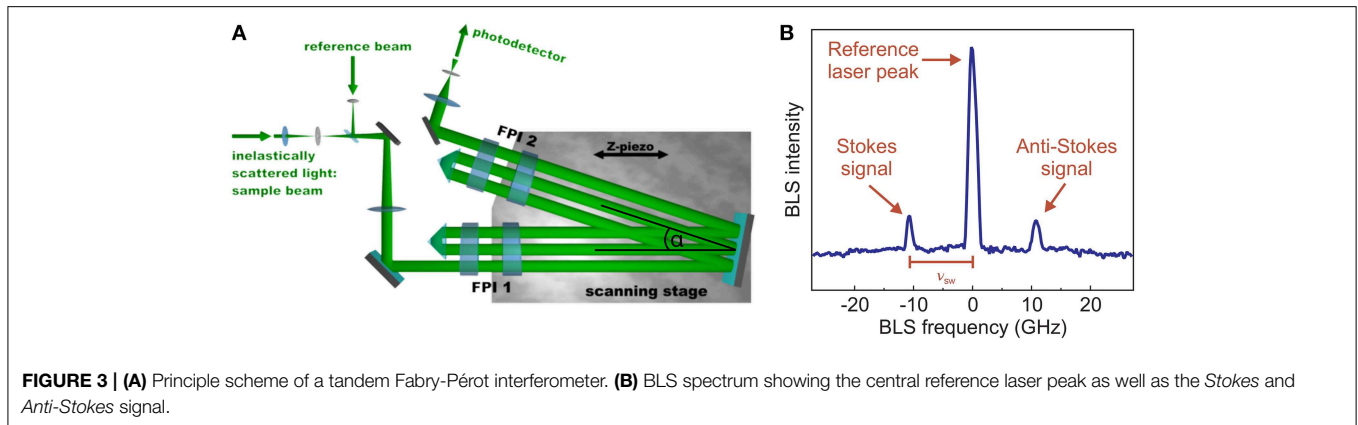 A
reference beam
photodetector
inelastically
scattered light:
sample beam
FPI 2
Z-piezo
α
FPI 1
scanning stage
B
BLS intensity
Reference
laser peak
Stokes
signal
Anti-Stokes
signal
νsw
-20 -10 0 10 20
BLS frequency (GHz)
FIGURE 3 | (A) Principle scheme of a tandem Fabry-Pérot interferometer. (B) BLS spectrum showing the central reference laser peak as well as the Stokes and
Anti-Stokes signal.